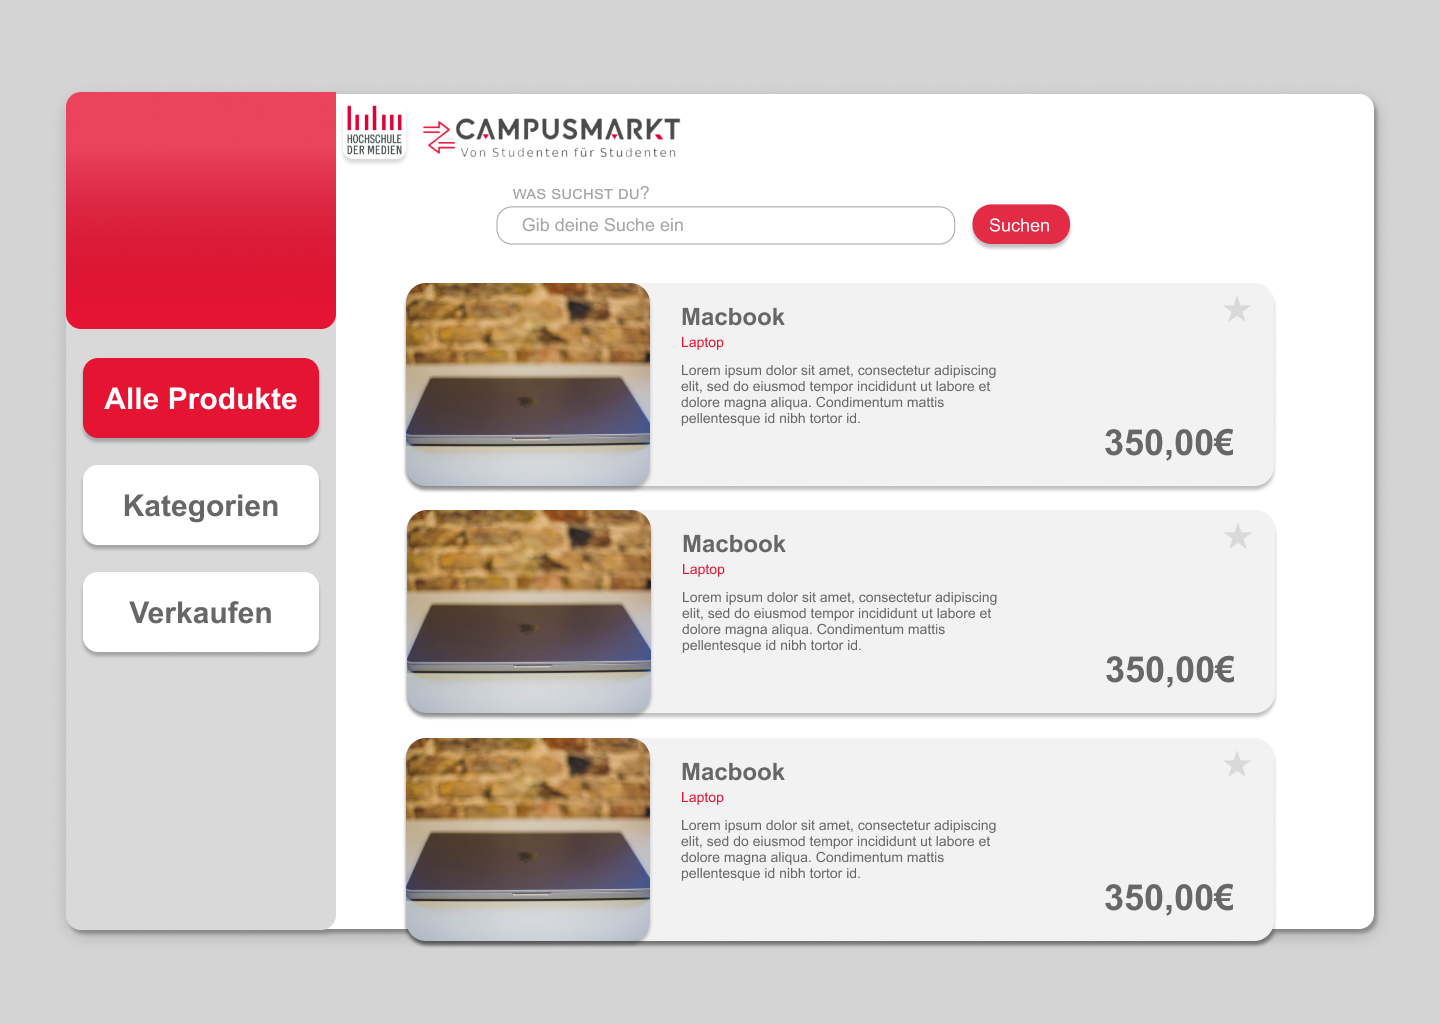 HOCHSCHULE
DER MEDIEN
CAMPUSMARKT
Von Studenten für Studenten
WAS SUCHST DU?
Gib deine Suche ein
Suchen
Alle Produkte
Kategorien
Verkaufen
Macbook
Laptop
Lorem ipsum dolor sit amet, consectetur adipiscing
elit, sed do eiusmod tempor incididunt ut labore et
dolore magna aliqua. Condimentum mattis
pellentesque id nibh tortor id.
350,00€
Macbook
Laptop
Lorem ipsum dolor sit amet, consectetur adipiscing
elit, sed do eiusmod tempor incididunt ut labore et
dolore magna aliqua. Condimentum mattis
pellentesque id nibh tortor id.
350,00€
Macbook
Laptop
Lorem ipsum dolor sit amet, consectetur adipiscing
elit, sed do eiusmod tempor incididunt ut labore et
dolore magna aliqua. Condimentum mattis
pellentesque id nibh tortor id.
350,00€